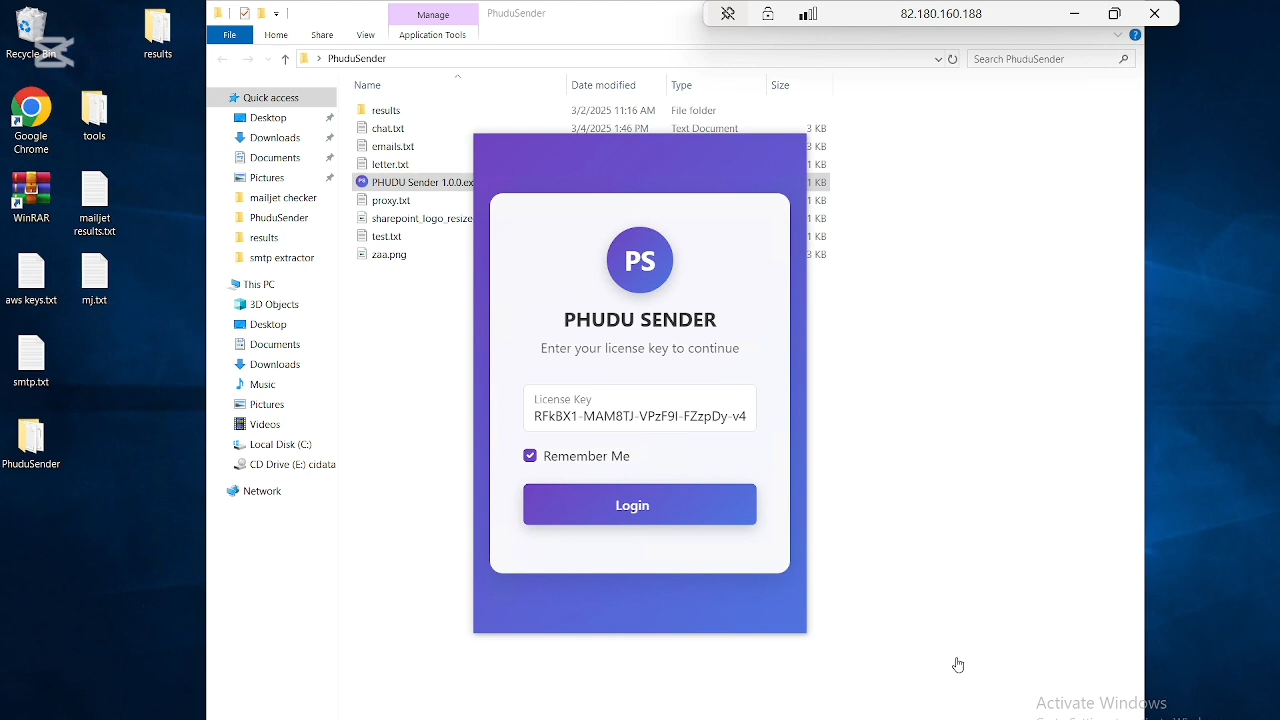 Manage
PhuduSender
82.180.160.188
File
Home
Share
View
Application Tools
PhuduSender
Search PhuduSender
Name
Date modified
Type
Size
Quick access
Desktop
Downloads
Documents
Pictures
mailjet checker
PhuduSender
results
smtp extractor
This PC
3D Objects
Desktop
Documents
Downloads
Music
Pictures
Videos
Local Disk (C:)
CD Drive (E:) cidata
Network
results 3/2/2025 11:16 AM File folder
chat.txt 3/4/2025 1:46 PM Text Document 3 KB
emails.txt 3 KB
letter.txt 1 KB
PHUDU Sender 1.0.0.ex 1 KB
proxy.txt 1 KB
sharepoint_logo_resize 1 KB
test.txt 1 KB
zaa.png 3 KB
PS
PHUDU SENDER
Enter your license key to continue
License Key
RFkBX1-MAM8TJ-VPzF9I-FZzpDy-v4
Remember Me
Login
Recycle Bin
results
Google
Chrome
tools
WinRAR
mailjet
results.txt
aws keys.txt
mj.txt
smtp.txt
PhuduSender
Activate Windows